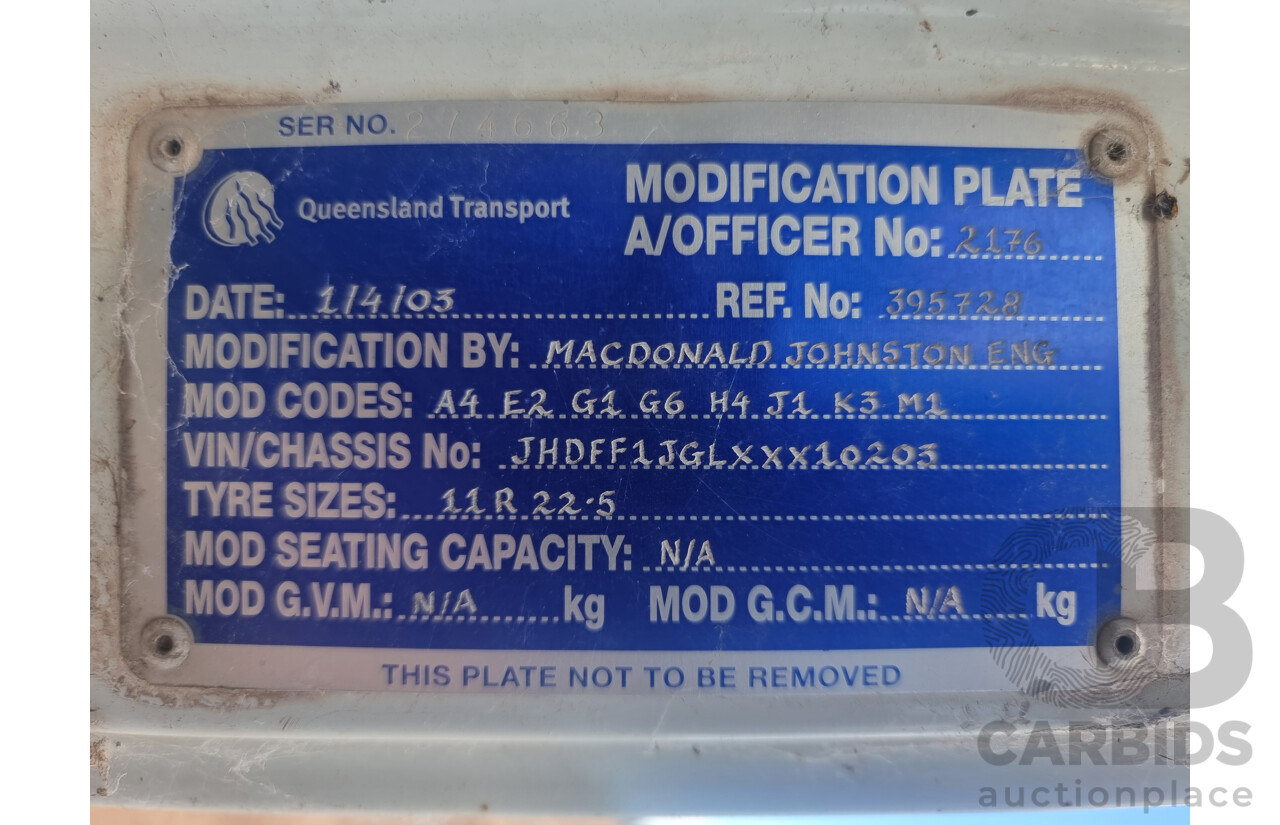 SER NO. 274663
Queensland Transport
MODIFICATION PLATE
A/OFFICER No: 2176
DATE: 1/4/03 REF. No: 395728
MODIFICATION BY: MACDONALD JOHNSTON ENG
MOD CODES: A4 E2 G1 G6 H4 J1 K3 M1
VIN/CHASSIS No: JHDFF1JGLXXX10203
TYRE SIZES: 11R 22.5
MOD SEATING CAPACITY: N/A
MOD G.V.M.: N/A kg MOD G.C.M.: N/A kg
THIS PLATE NOT TO BE REMOVED
CB
CARBIDS
auctionplace